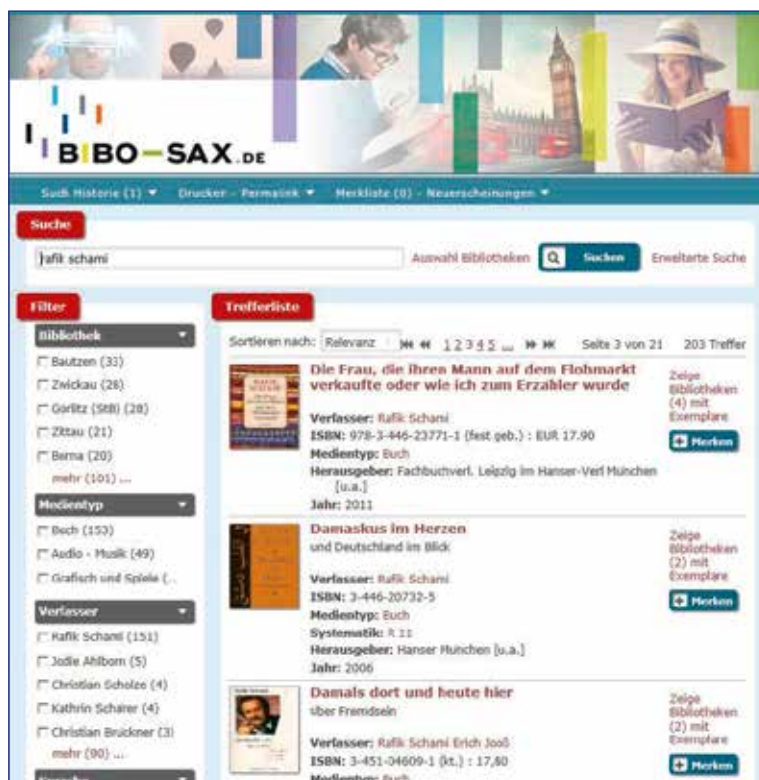 BIBO-SAX.DE
Such Historie (1) Drucken - Permalink Merkliste (0) - Neuerscheinungen
Suche
rafik schami Auswahl Bibliotheken Suchen Erweiterte Suche
Filter
Bibliothek
Bautzen (33)
Zwickau (28)
Görlitz (StB) (28)
Zittau (21)
Borna (20)
mehr (101) ...
Medientyp
Buch (153)
Audio - Musik (49)
Grafisch und Spiele (..
Verfasser
Rafik Schami (151)
Jodie Ahlborn (5)
Christian Scholze (4)
Kathrin Schärer (4)
Christian Brückner (3)
mehr (90) ...
Trefferliste
Sortieren nach: Relevanz 1 2 3 4 5 ... Seite 3 von 21 203 Treffer
Die Frau, die ihren Mann auf dem Flohmarkt
verkaufte oder wie ich zum Erzähler wurde
Verfasser: Rafik Schami
ISBN: 978-3-446-23771-1 (fest geb.) : EUR 17.90
Medientyp: Buch
Herausgeber: Fachbuchverl. Leipzig im Hanser-Verl München
[u.a.]
Jahr: 2011
Zeige
Bibliotheken
(4) mit
Exemplare
Merken
Damaskus im Herzen
und Deutschland im Blick
Verfasser: Rafik Schami
ISBN: 3-446-20732-5
Medientyp: Buch
Systematik: R 11
Herausgeber: Hanser München [u.a.]
Jahr: 2006
Zeige
Bibliotheken
(2) mit
Exemplare
Merken
Damals dort und heute hier
über Fremdsein
Verfasser: Rafik Schami Erich Jooß
ISBN: 3-451-04609-1 (kt.) : 17,80
Medientyp: Buch
Zeige
Bibliotheken
(2) mit
Exemplare
Merken